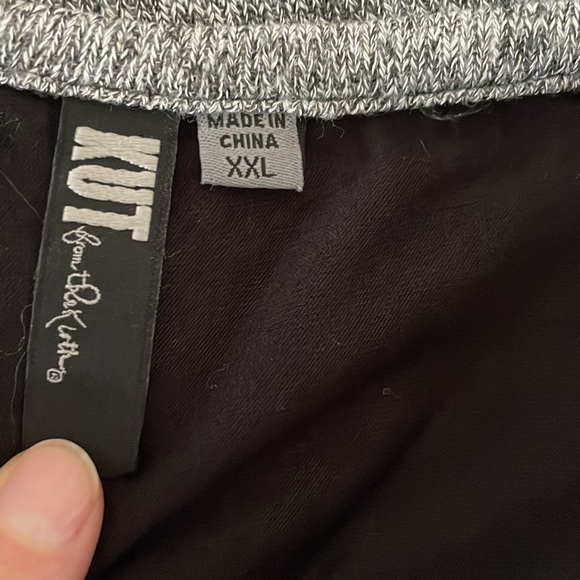 KUT
from the Kloth®
MADE IN
CHINA
XXL